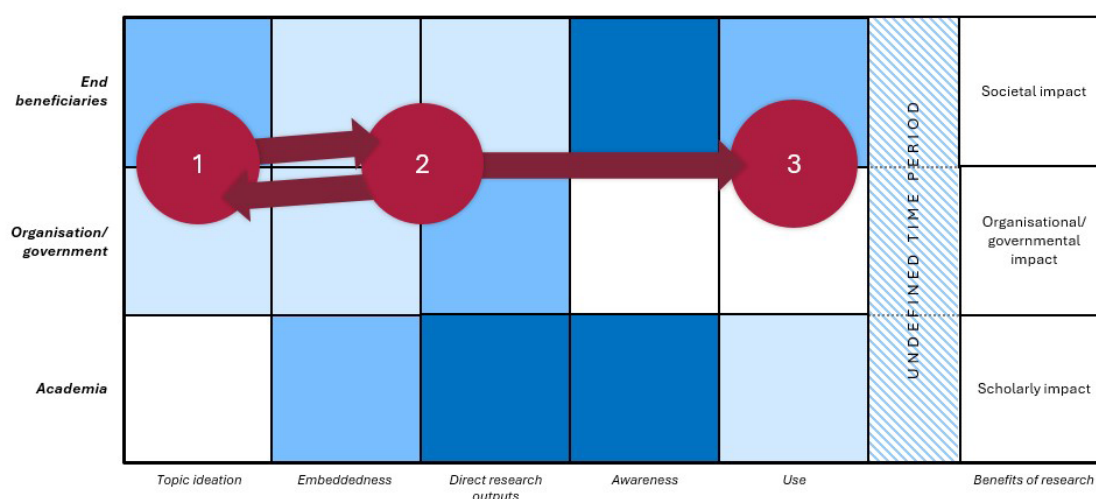 End
beneficiaries
Societal impact
1
2
3
Organisation/
government
Organisational/
governmental
impact
UNDEFINED TIME PERIOD
Academia
Scholarly impact
Topic ideation
Embeddedness
Direct research
outputs
Awareness
Use
Benefits of research